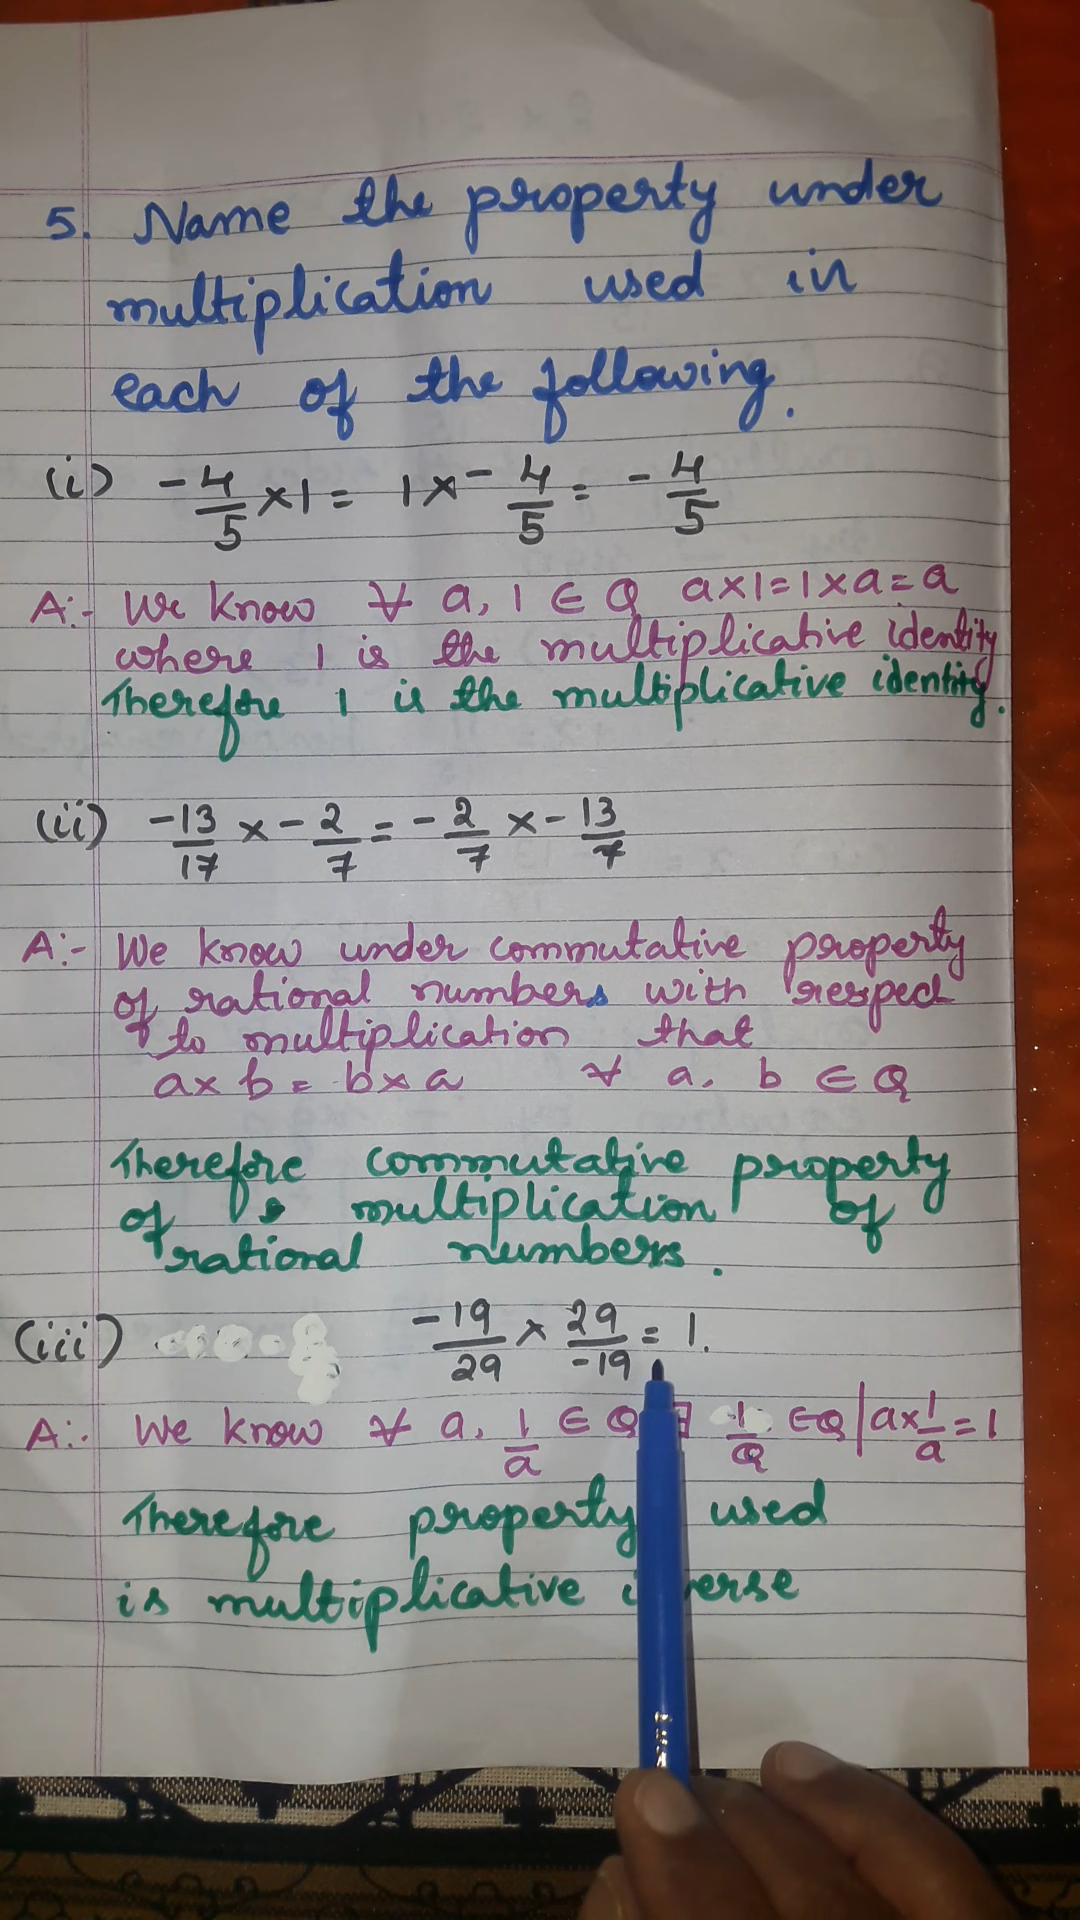 5. Name the property under
multiplication used in
each of the following.
(i) -4/5 ×1 = 1×-4/5 = -4/5
A:- We know ∀ a, 1 ∈ Q a×1=1×a=a
where 1 is the multiplicative identity
Therefore 1 is the multiplicative identity.
(ii) -13/17 × -2/7 = -2/7 × -13/7
A:- We know under commutative property
of rational numbers with respect
to multiplication that
a× b = b× a ∀ a, b ∈ Q
Therefore commutative property
of multiplication of
rational numbers.
(iii) -19/29 × 29/-19 = 1.
A:- We know ∀ a, 1/a ∈ Q ∃ 1/Q ∈Q | a×1/a = 1
Therefore property used
is multiplicative